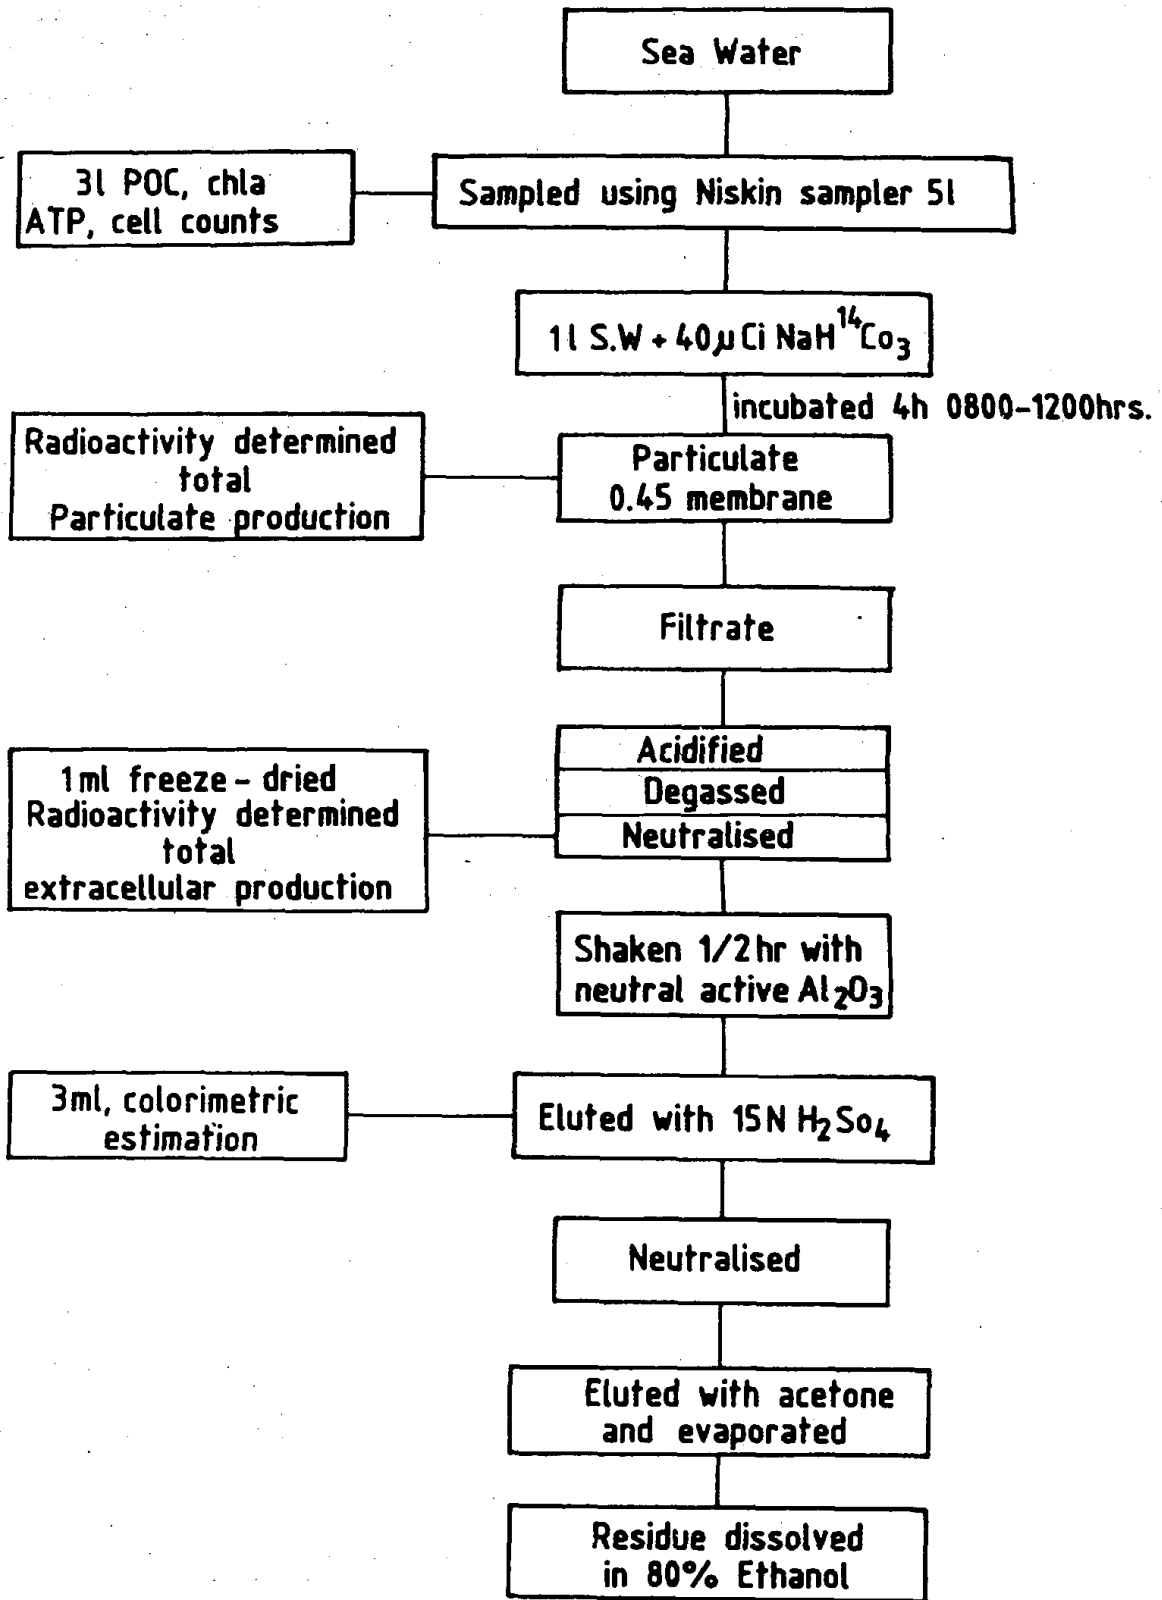 Sea Water
3l POC, chla
ATP, cell counts
Sampled using Niskin sampler 5l
1l S.W + 40µCi NaH¹⁴Co₃
incubated 4h 0800-1200hrs.
Radioactivity determined
total
Particulate production
Particulate
0.45 membrane
Filtrate
Acidified
Degassed
Neutralised
1ml freeze-dried
Radioactivity determined
total
extracellular production
Shaken 1/2hr with
neutral active Al₂O₃
3ml, colorimetric
estimation
Eluted with 15N H₂So₄
Neutralised
Eluted with acetone
and evaporated
Residue dissolved
in 80% Ethanol